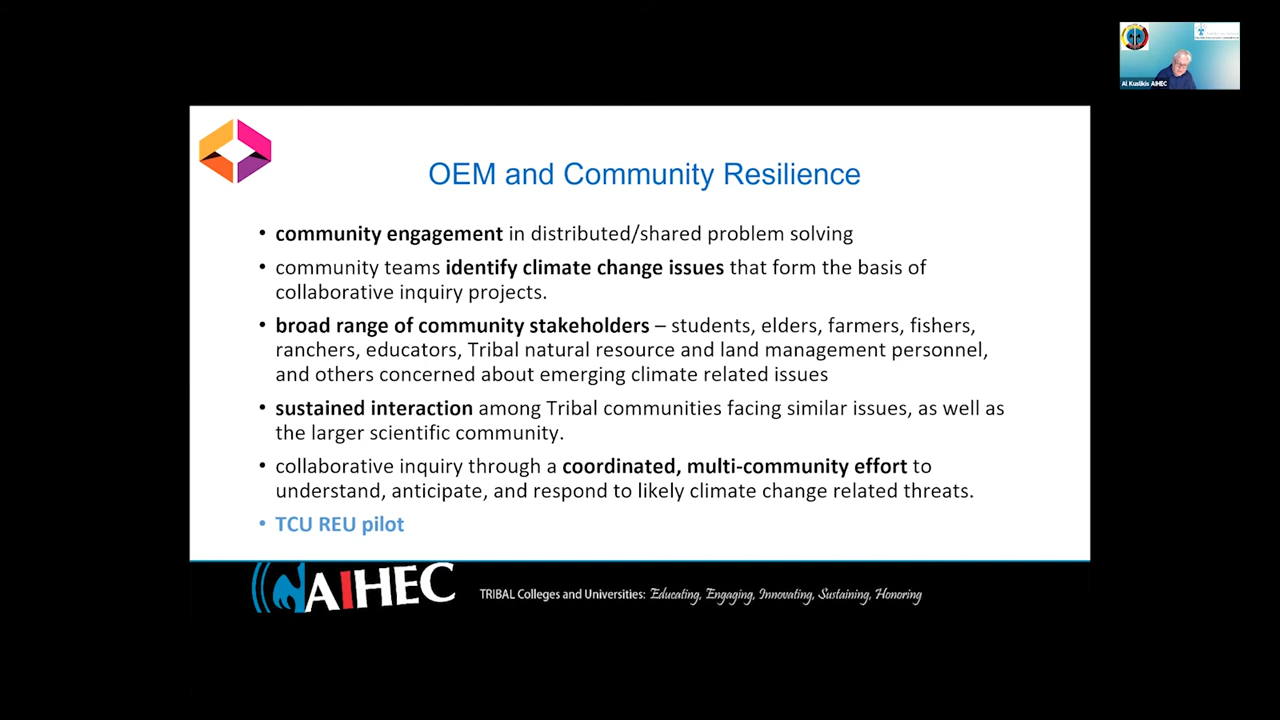 Al Kuslikis AIHEC
OEM and Community Resilience
• community engagement in distributed/shared problem solving
• community teams identify climate change issues that form the basis of
collaborative inquiry projects.
• broad range of community stakeholders – students, elders, farmers, fishers,
ranchers, educators, Tribal natural resource and land management personnel,
and others concerned about emerging climate related issues
• sustained interaction among Tribal communities facing similar issues, as well as
the larger scientific community.
• collaborative inquiry through a coordinated, multi-community effort to
understand, anticipate, and respond to likely climate change related threats.
• TCU REU pilot
AIHEC
TRIBAL Colleges and Universities: Educating, Engaging, Innovating, Sustaining, Honoring